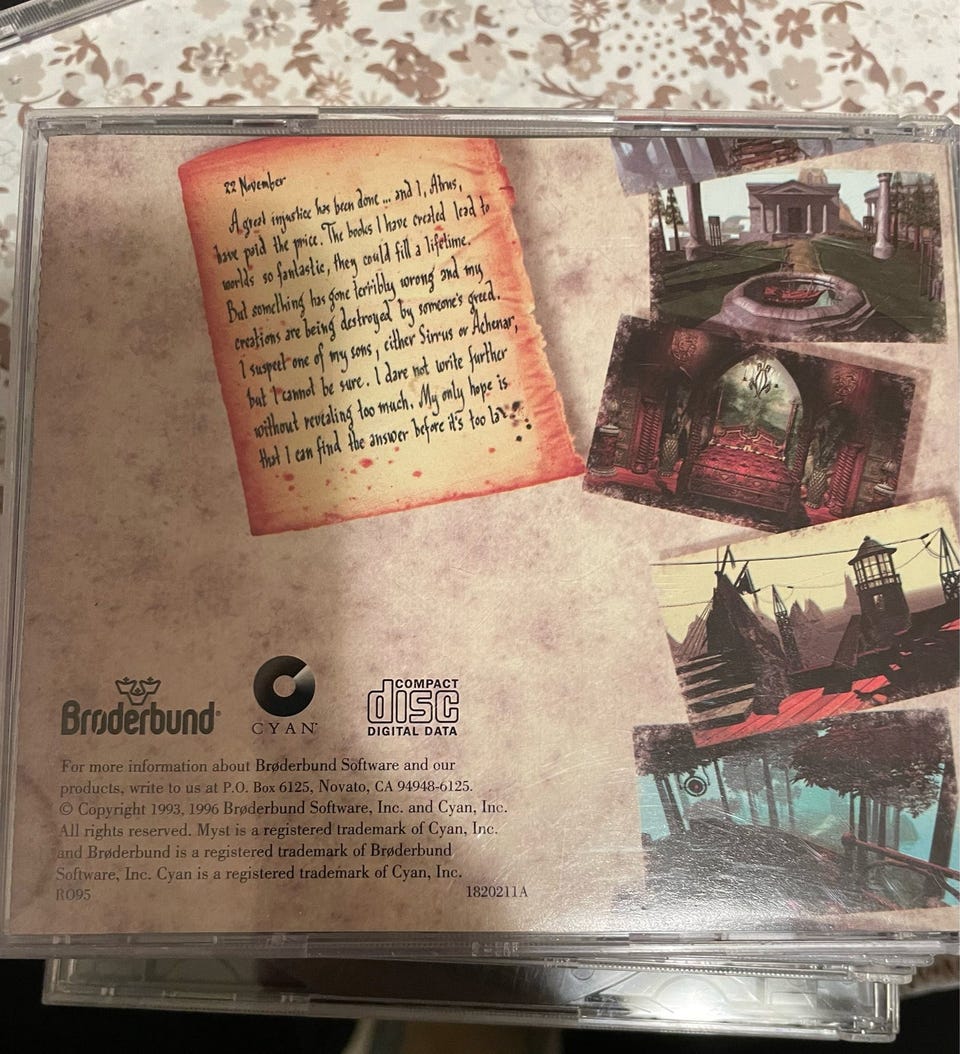 22 November
A great injustice has been done ... and I, Atrus,
have paid the price. The books I have created lead to
worlds so fantastic, they could fill a lifetime.
But something has gone terribly wrong and my
creations are being destroyed by someone's greed.
I suspect one of my sons, either Sirrus or Achenar,
but I cannot be sure. I dare not write further
without revealing too much. My only hope is
that I can find the answer before it's too la
Brøderbund®
CYAN
COMPACT
disc
DIGITAL DATA
For more information about Brøderbund Software and our
products, write to us at P.O. Box 6125, Novato, CA 94948-6125.
© Copyright 1993, 1996 Brøderbund Software, Inc. and Cyan, Inc.
All rights reserved. Myst is a registered trademark of Cyan, Inc.
and Brøderbund is a registered trademark of Brøderbund
Software, Inc. Cyan is a registered trademark of Cyan, Inc.
RO95 1820211A